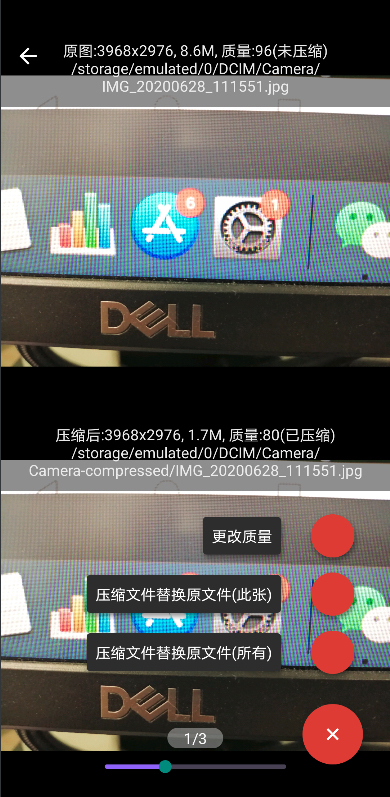 原图:3968x2976, 8.6M, 质量:96(未压缩)
/storage/emulated/0/DCIM/Camera/
IMG_20200628_111551.jpg
6
1
DELL
压缩后:3968x2976, 1.7M, 质量:80(已压缩)
/storage/emulated/0/DCIM/Camera/
Camera-compressed/IMG_20200628_111551.jpg
更改质量
压缩文件替换原文件(此张)
压缩文件替换原文件(所有)
DELL
1/3